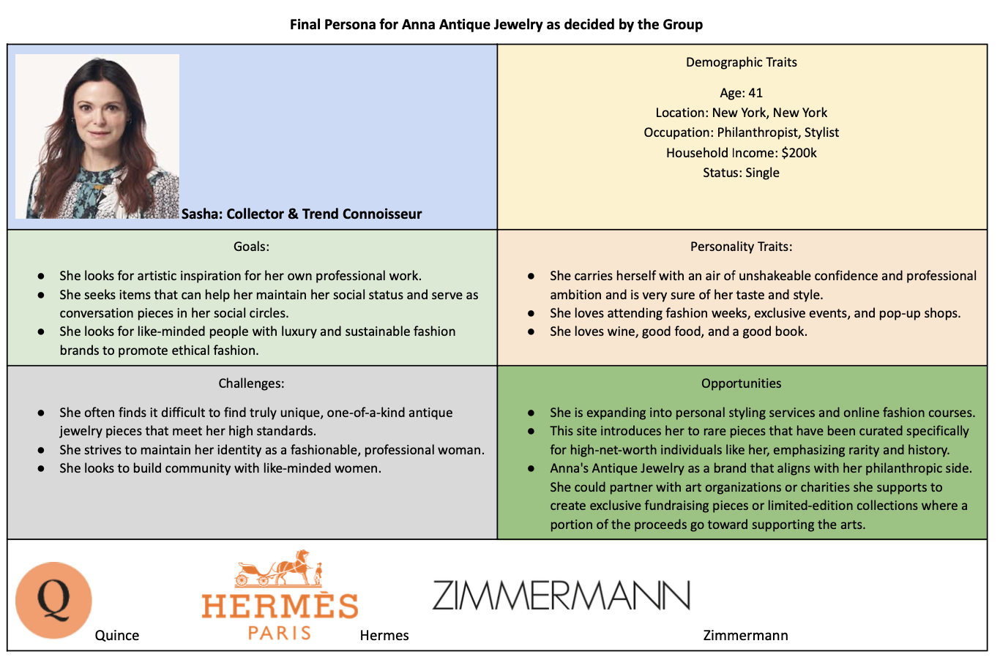 Final Persona for Anna Antique Jewelry as decided by the Group
Sasha: Collector & Trend Connoisseur
Demographic Traits
Age: 41
Location: New York, New York
Occupation: Philanthropist, Stylist
Household Income: $200k
Status: Single
Goals:
● She looks for artistic inspiration for her own professional work.
● She seeks items that can help her maintain her social status and serve as
conversation pieces in her social circles.
● She looks for like-minded people with luxury and sustainable fashion
brands to promote ethical fashion.
Personality Traits:
● She carries herself with an air of unshakeable confidence and professional
ambition and is very sure of her taste and style.
● She loves attending fashion weeks, exclusive events, and pop-up shops.
● She loves wine, good food, and a good book.
Challenges:
● She often finds it difficult to find truly unique, one-of-a-kind antique
jewelry pieces that meet her high standards.
● She strives to maintain her identity as a fashionable, professional woman.
● She looks to build community with like-minded women.
Opportunities
● She is expanding into personal styling services and online fashion courses.
● This site introduces her to rare pieces that have been curated specifically
for high-net-worth individuals like her, emphasizing rarity and history.
● Anna's Antique Jewelry as a brand that aligns with her philanthropic side.
She could partner with art organizations or charities she supports to
create exclusive fundraising pieces or limited-edition collections where a
portion of the proceeds go toward supporting the arts.
Q
Quince
HERMÈS
PARIS
Hermes
ZIMMERMANN
Zimmermann